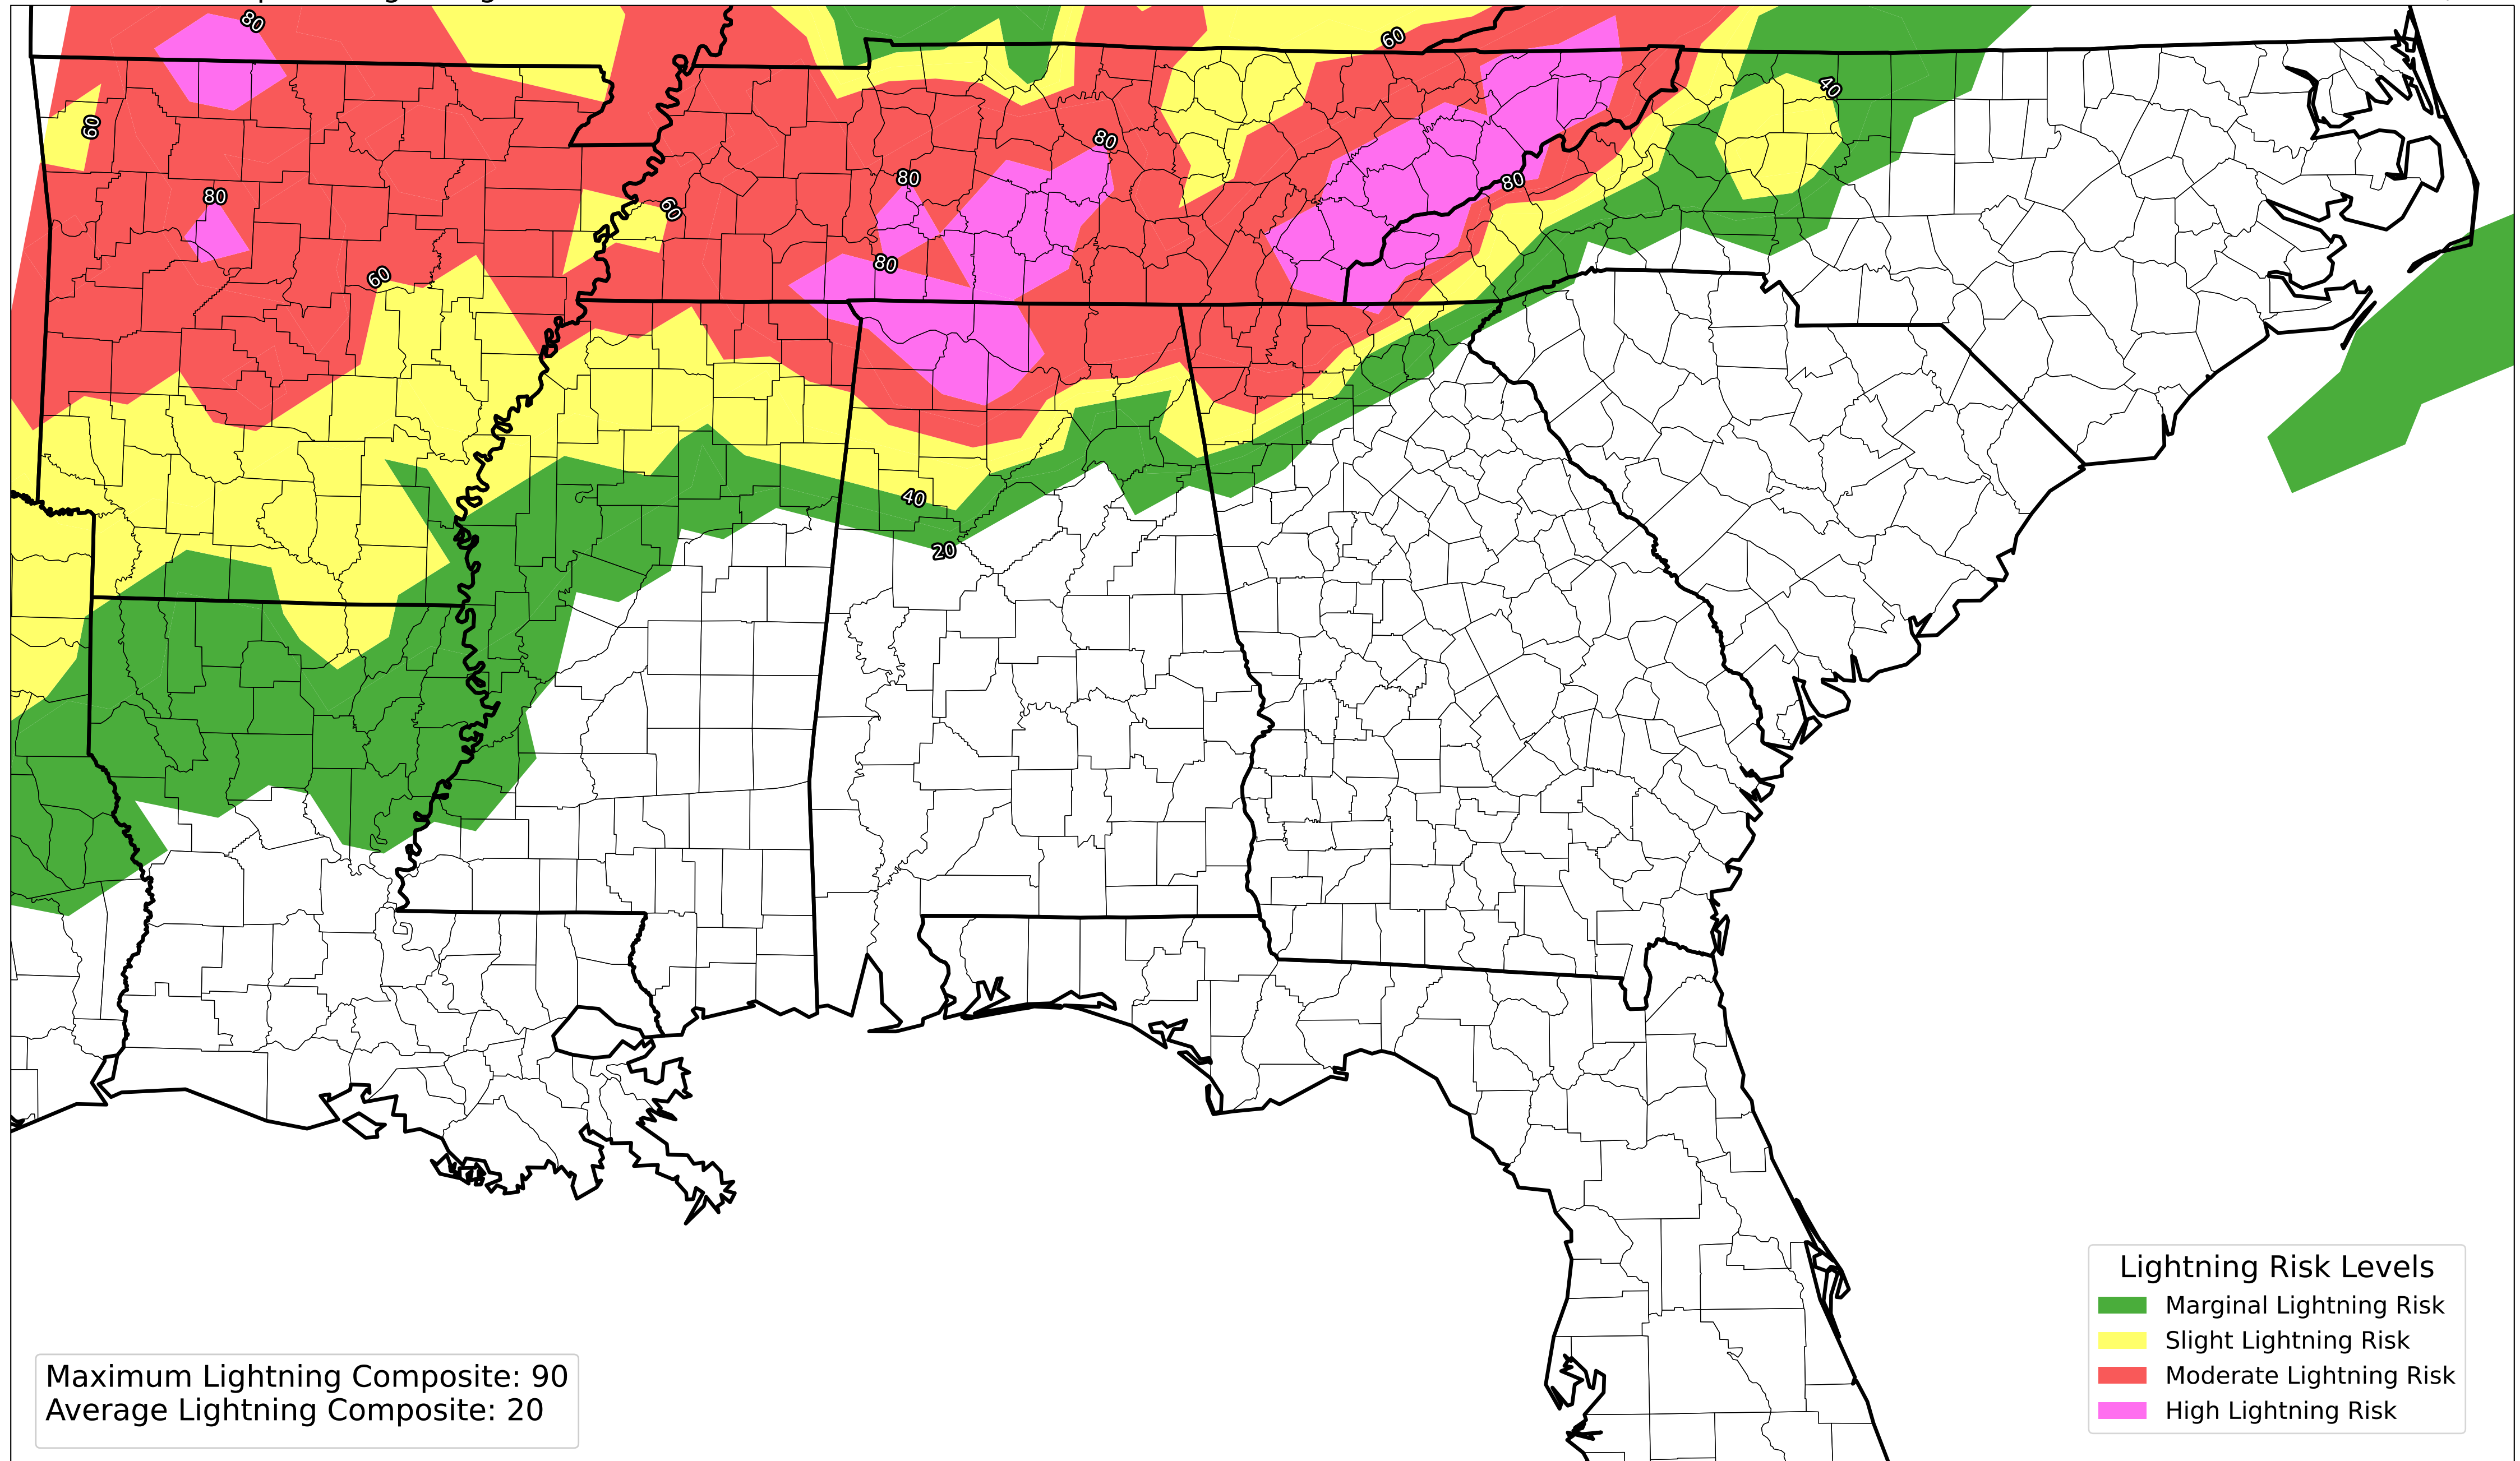 80
60
40
60
80
80
80
60
80
80
60
40
20
Lightning Risk Levels
Marginal Lightning Risk
Slight Lightning Risk
Moderate Lightning Risk
High Lightning Risk
Maximum Lightning Composite: 90
Average Lightning Composite: 20